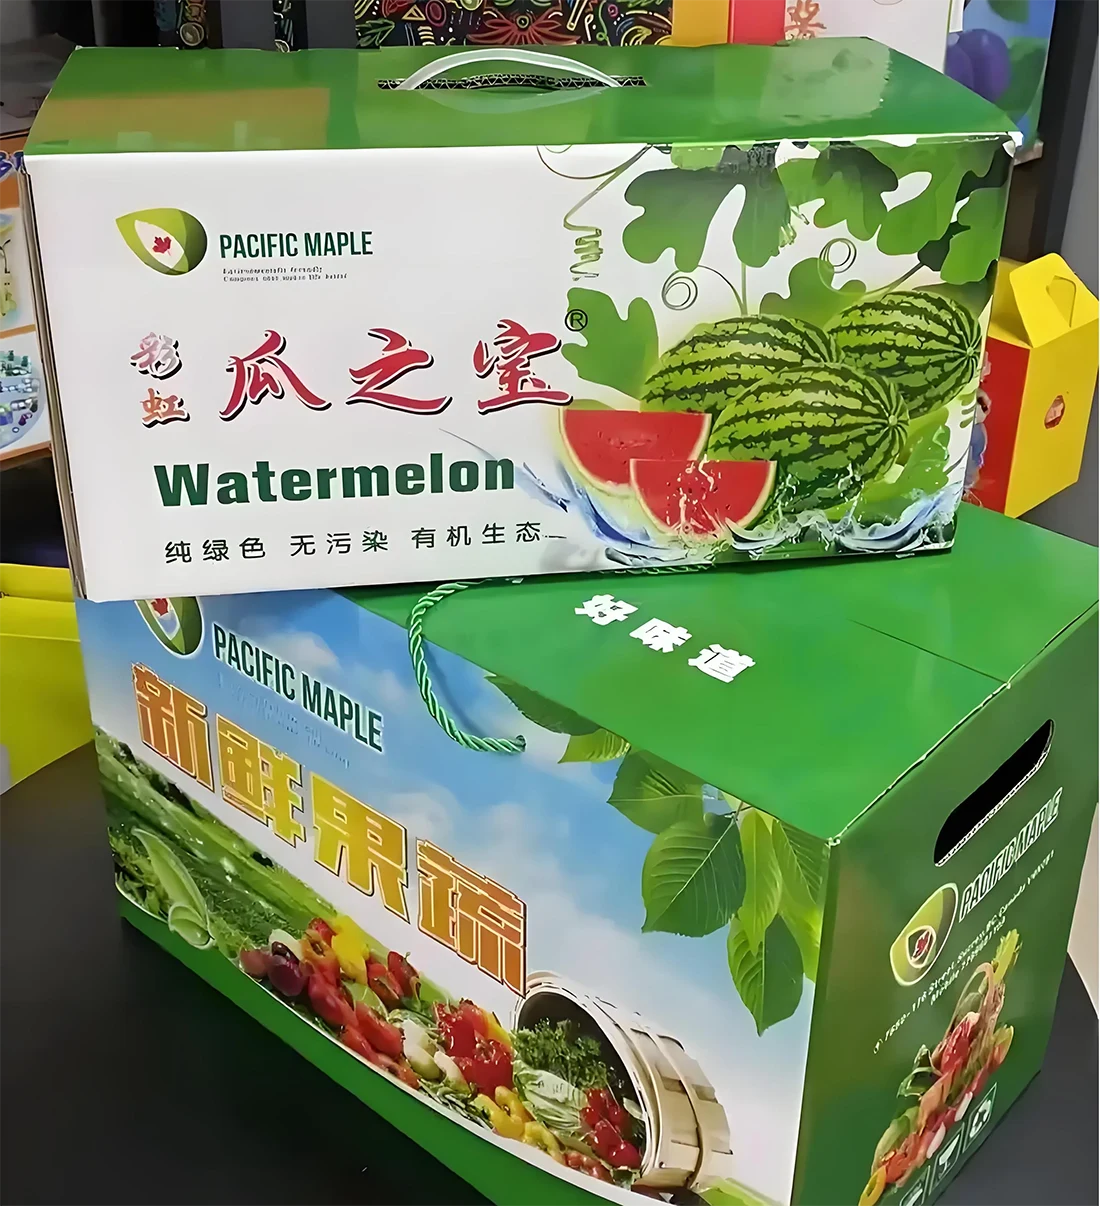 PACIFIC MAPLE
®
彩虹 瓜之宝
Watermelon
纯绿色 无污染 有机生态
好味道
PACIFIC MAPLE
新鲜果蔬
PACIFIC MAPLE